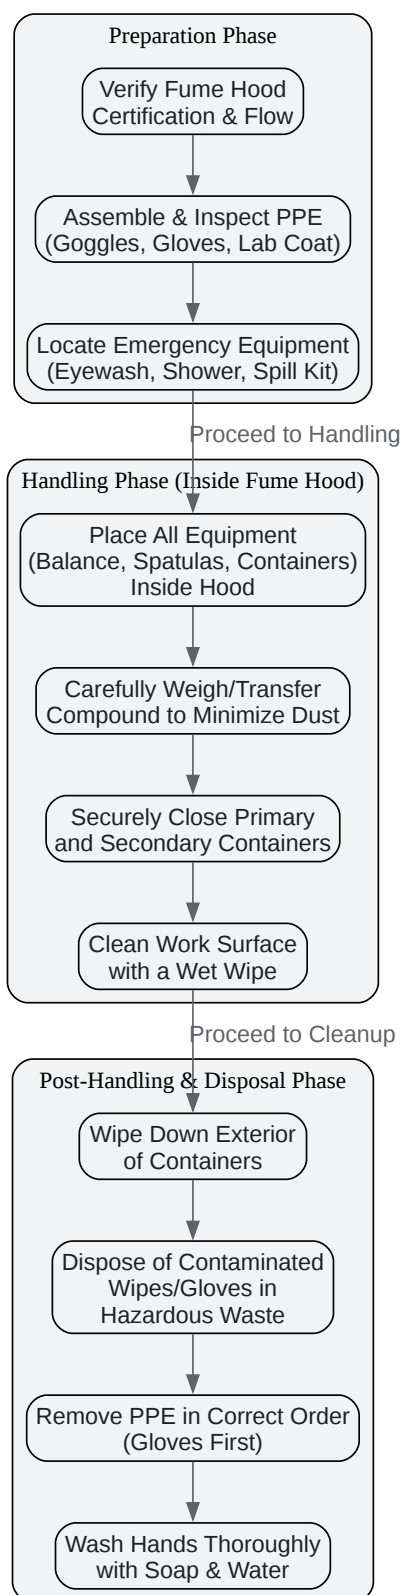 Preparation Phase
Verify Fume Hood
Certification & Flow
Assemble & Inspect PPE
(Goggles, Gloves, Lab Coat)
Locate Emergency Equipment
(Eyewash, Shower, Spill Kit)
Proceed to Handling
Handling Phase (Inside Fume Hood)
Place All Equipment
(Balance, Spatulas, Containers)
Inside Hood
Carefully Weigh/Transfer
Compound to Minimize Dust
Securely Close Primary
and Secondary Containers
Clean Work Surface
with a Wet Wipe
Proceed to Cleanup
Post-Handling & Disposal Phase
Wipe Down Exterior
of Containers
Dispose of Contaminated
Wipes/Gloves in
Hazardous Waste
Remove PPE in Correct Order
(Gloves First)
Wash Hands Thoroughly
with Soap & Water